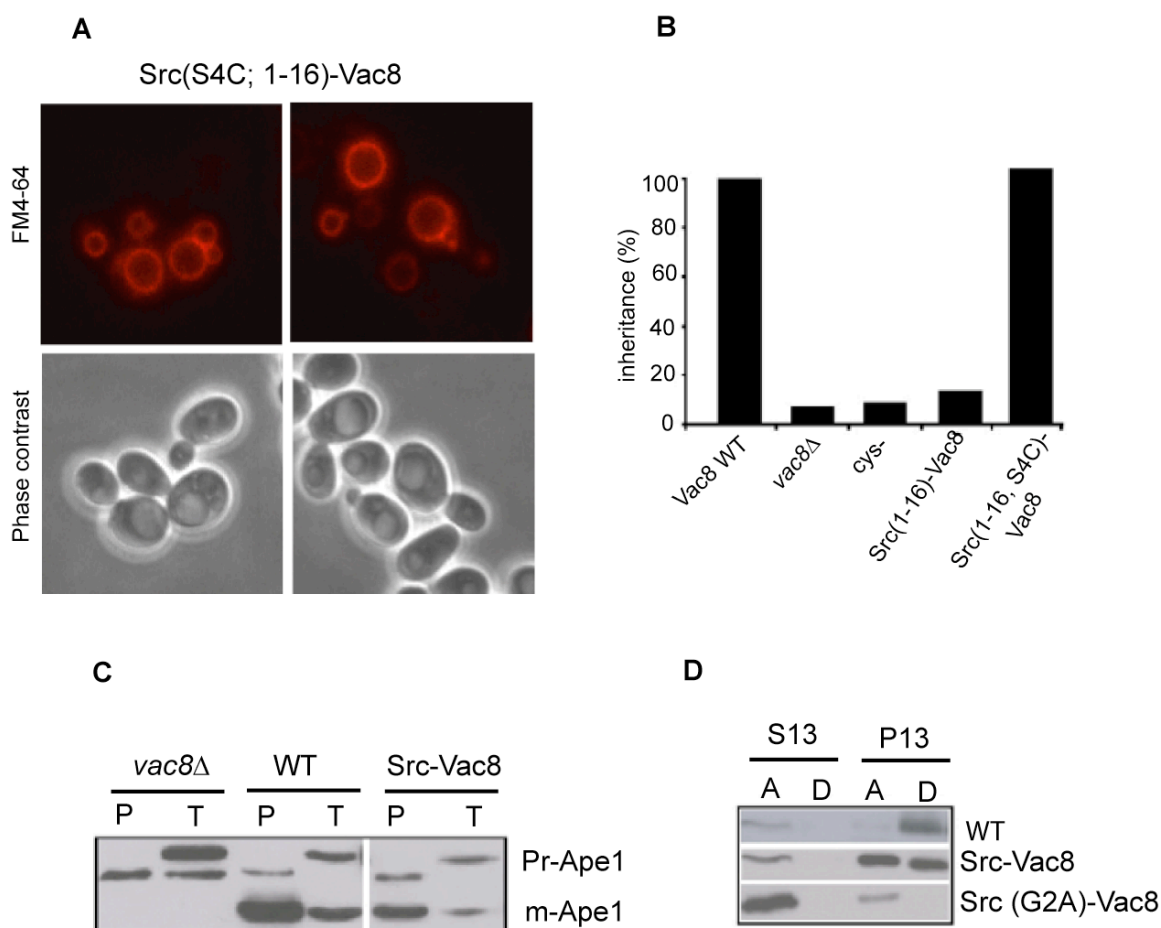 A
Src(S4C; 1-16)-Vac8
FM4-64
Phase contrast
B
inheritance (%)
100
80
60
40
20
0
Vac8 WT
vac8Δ
cys-
Src(1-16)-Vac8
Src(1-16, S4C)-
Vac8
C
vac8Δ WT Src-Vac8
P T P T P T
Pr-Ape1
m-Ape1
D
S13 P13
A D A D
WT
Src-Vac8
Src (G2A)-Vac8